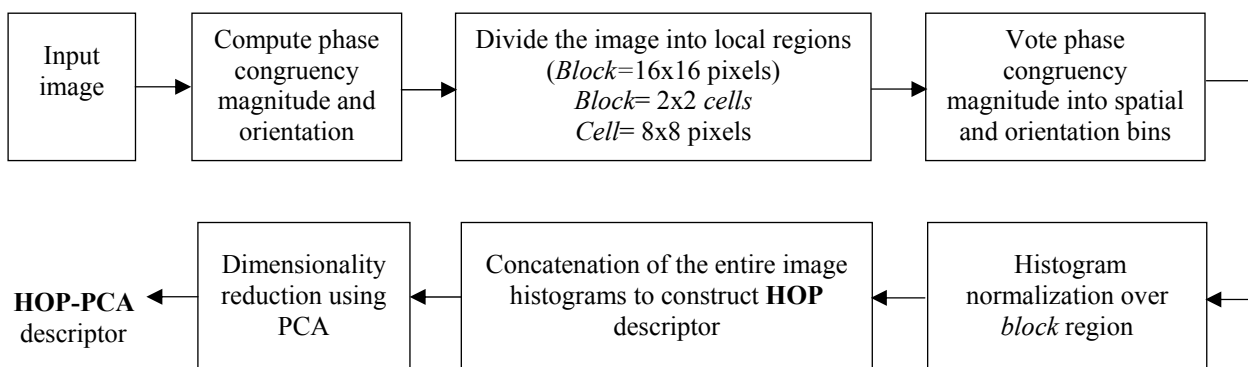 Input
image
Compute phase
congruency
magnitude and
orientation
Divide the image into local regions
(Block=16x16 pixels)
Block= 2x2 cells
Cell= 8x8 pixels
Vote phase
congruency
magnitude into spatial
and orientation bins
Histogram
normalization over
block region
Concatenation of the entire image
histograms to construct HOP
descriptor
Dimensionality
reduction using
PCA
HOP-PCA
descriptor